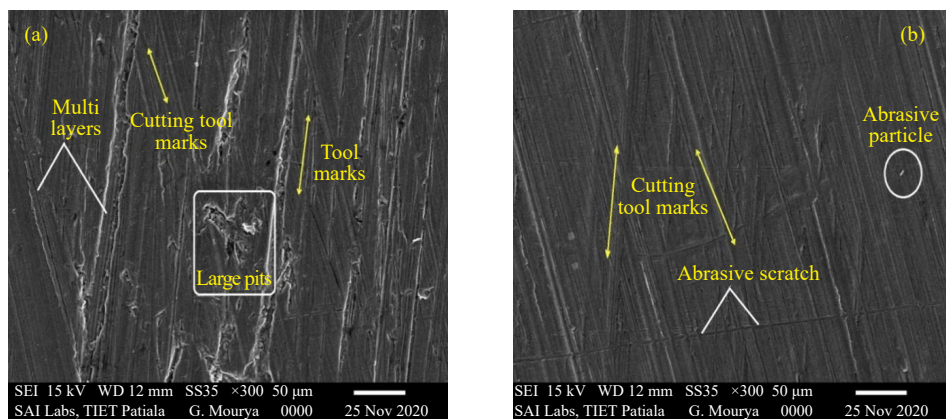 (a)
Multi
layers
Cutting tool
marks
Tool
marks
Large pits
SEI 15 kV WD 12 mm SS35 ×300 50 μm
SAI Labs, TIET Patiala G. Mourya 0000 25 Nov 2020
(b)
Abrasive
particle
Cutting
tool marks
Abrasive scratch
SEI 15 kV WD 12 mm SS35 ×300 50 μm
SAI Labs, TIET Patiala G. Mourya 0000 25 Nov 2020